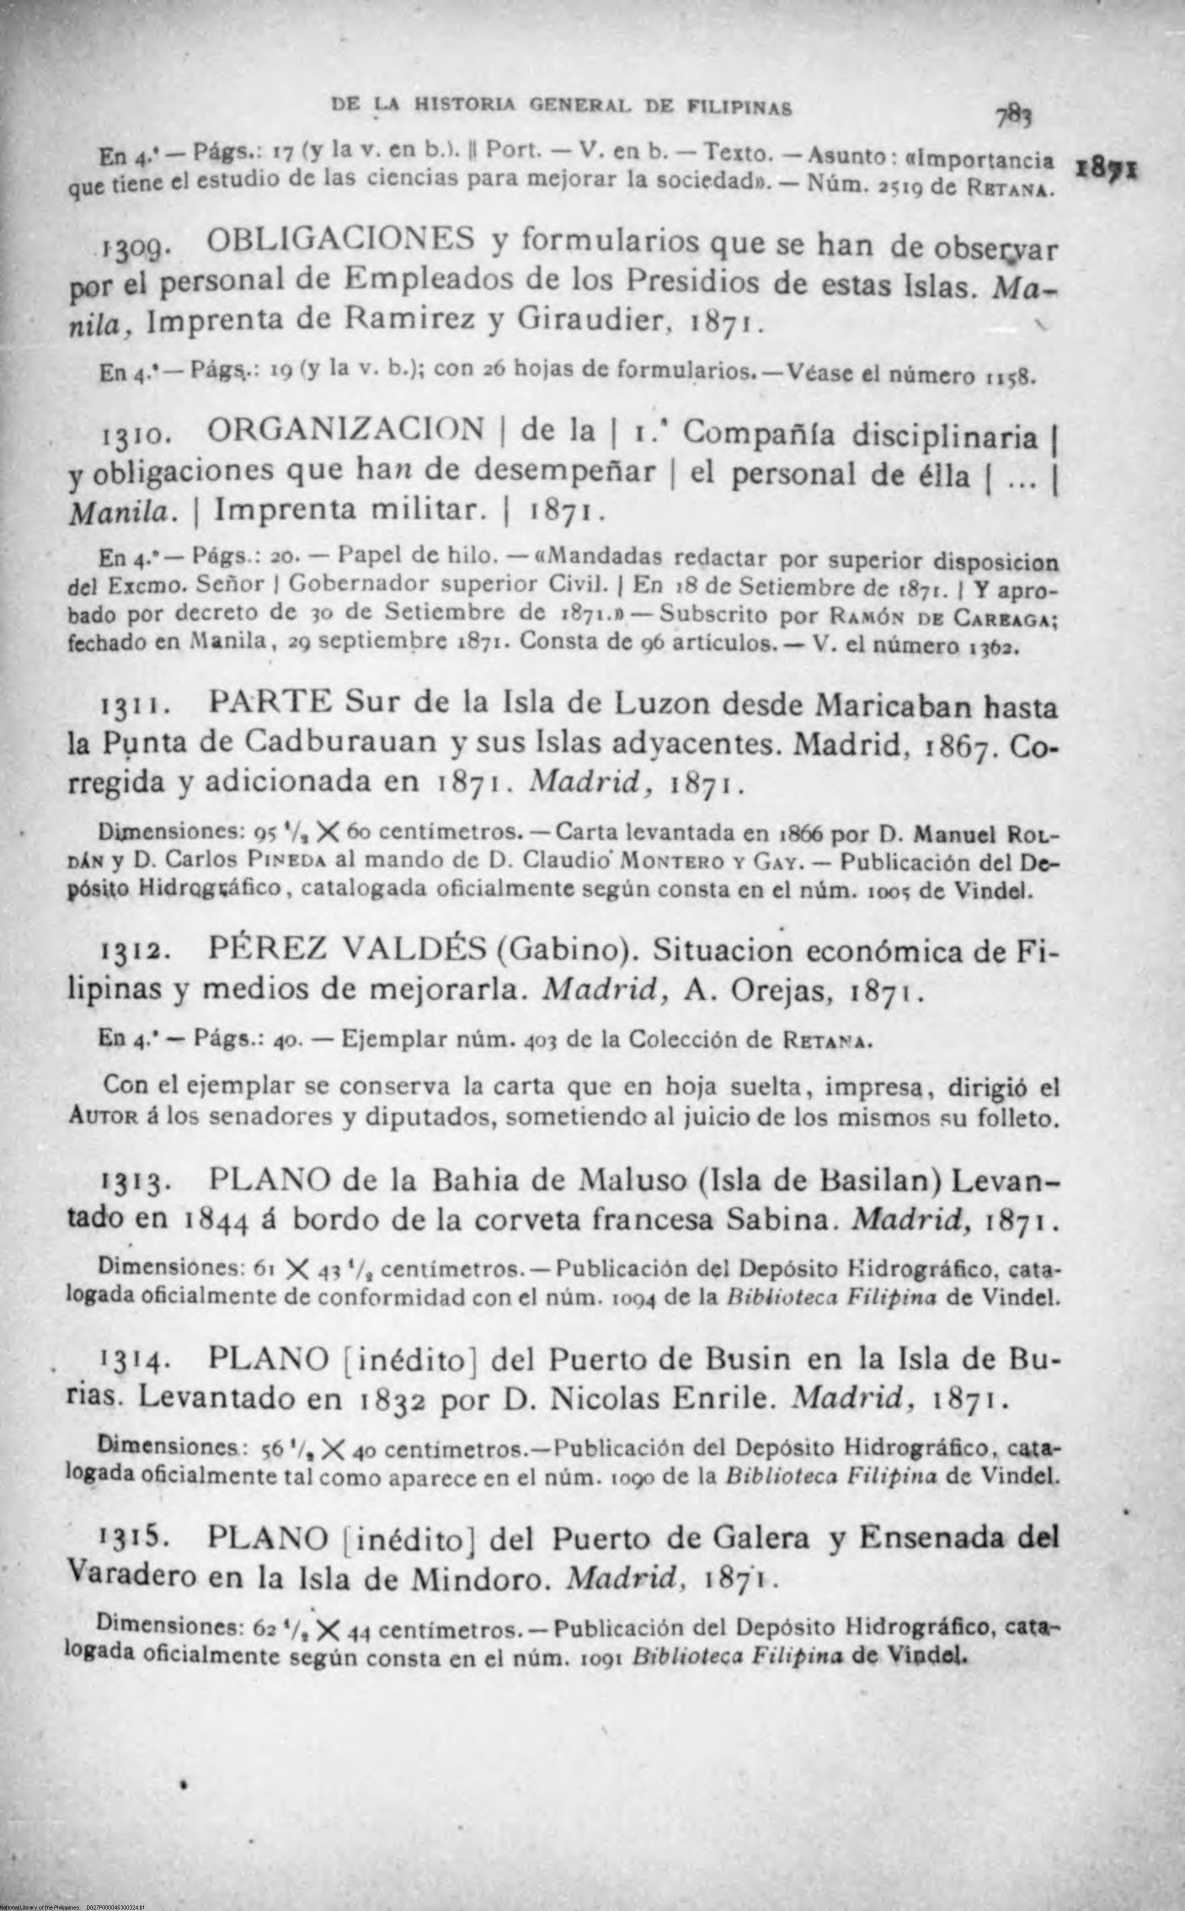 DE LA HISTORIA GENERAL DE FILIPINAS 783
En 4.º — Págs.: 17 (y la v. en b.). || Port. — V. en b. — Texto. — Asunto: «Importancia 1871
que tiene el estudio de las ciencias para mejorar la sociedad». — Núm. 2519 de RETANA.
1309. OBLIGACIONES y formularios que se han de observar
por el personal de Empleados de los Presidios de estas Islas. Ma-
nila, Imprenta de Ramirez y Giraudier, 1871.
En 4.º — Págs.: 19 (y la v. b.); con 26 hojas de formularios. — Véase el número 1158.
1310. ORGANIZACION | de la | 1.ª Compañía disciplinaria |
y obligaciones que han de desempeñar | el personal de élla | ... |
Manila. | Imprenta militar. | 1871.
En 4.º — Págs.: 20. — Papel de hilo. — «Mandadas redactar por superior disposicion
del Excmo. Señor | Gobernador superior Civil. | En 18 de Setiembre de 1871. | Y apro-
bado por decreto de 30 de Setiembre de 1871.» — Subscrito por RAMÓN DE CAREAGA;
fechado en Manila, 29 septiembre 1871. Consta de 96 artículos. — V. el número 1362.
1311. PARTE Sur de la Isla de Luzon desde Maricaban hasta
la Punta de Cadburauan y sus Islas adyacentes. Madrid, 1867. Co-
rregida y adicionada en 1871. Madrid, 1871.
Dimensiones: 95 1/2 X 60 centímetros. — Carta levantada en 1866 por D. Manuel ROL-
DÁN y D. Carlos PINEDA al mando de D. Claudio MONTERO Y GAY. — Publicación del De-
pósito Hidrográfico, catalogada oficialmente según consta en el núm. 1005 de Vindel.
1312. PÉREZ VALDÉS (Gabino). Situacion económica de Fi-
lipinas y medios de mejorarla. Madrid, A. Orejas, 1871.
En 4.º — Págs.: 40. — Ejemplar núm. 403 de la Colección de RETANA.
Con el ejemplar se conserva la carta que en hoja suelta, impresa, dirigió el
AUTOR á los senadores y diputados, sometiendo al juicio de los mismos su folleto.
1313. PLANO de la Bahia de Maluso (Isla de Basilan) Levan-
tado en 1844 á bordo de la corveta francesa Sabina. Madrid, 1871.
Dimensiones: 61 X 43 1/2 centímetros. — Publicación del Depósito Hidrográfico, cata-
logada oficialmente de conformidad con el núm. 1094 de la Biblioteca Filipina de Vindel.
1314. PLANO [inédito] del Puerto de Busin en la Isla de Bu-
rias. Levantado en 1832 por D. Nicolas Enrile. Madrid, 1871.
Dimensiones: 56 1/2 X 40 centímetros. — Publicación del Depósito Hidrográfico, cata-
logada oficialmente tal como aparece en el núm. 1090 de la Biblioteca Filipina de Vindel.
1315. PLANO [inédito] del Puerto de Galera y Ensenada del
Varadero en la Isla de Mindoro. Madrid, 1871.
Dimensiones: 62 1/2 X 44 centímetros. — Publicación del Depósito Hidrográfico, cata-
logada oficialmente según consta en el núm. 1091 Biblioteca Filipina de Vindel.
National Library of the Philippines